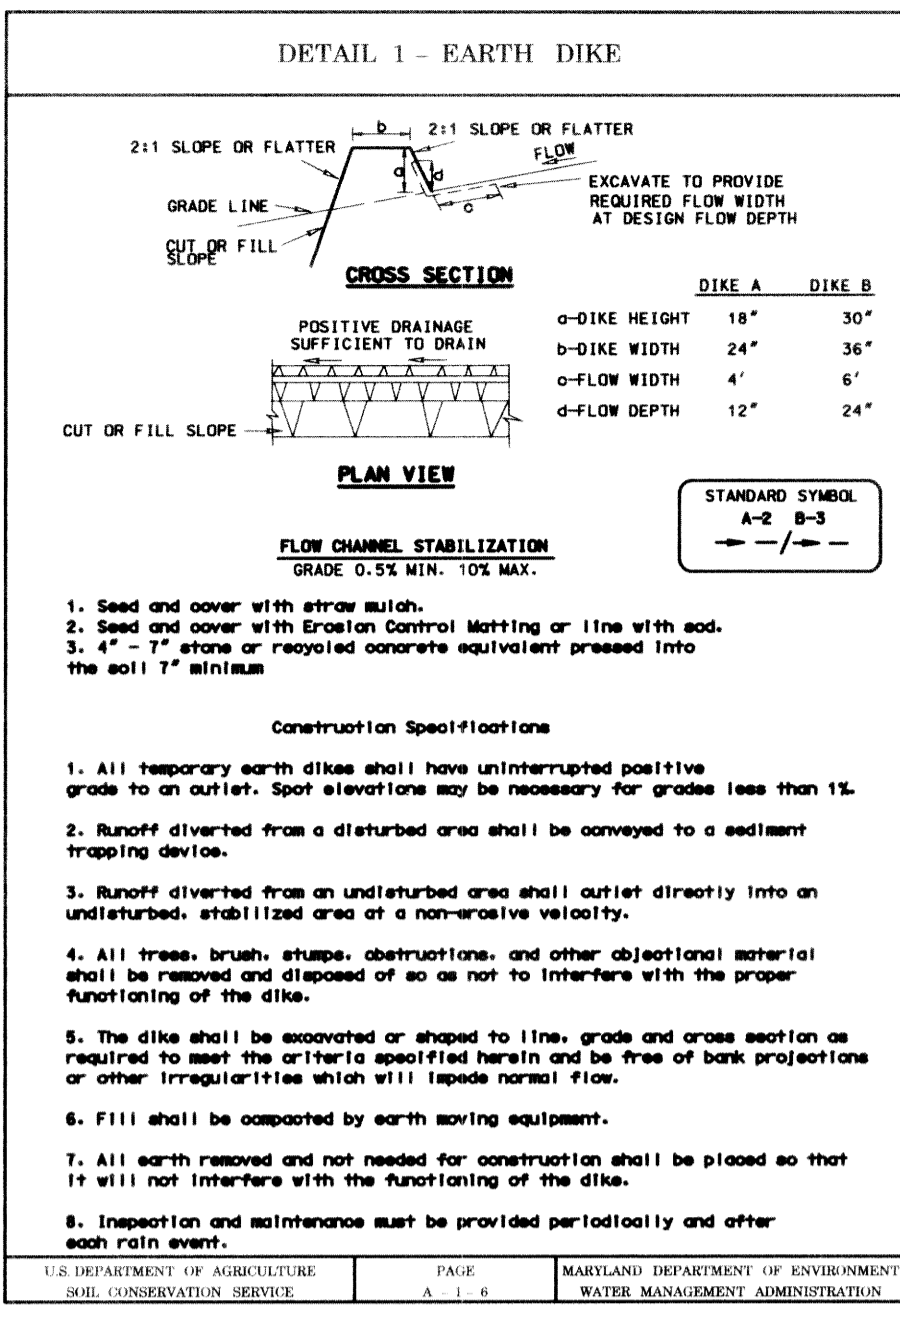 DETAIL 1 - EARTH DIKE
b
2:1 SLOPE OR FLATTER
2:1 SLOPE OR FLATTER
FLOW
a
d
EXCAVATE TO PROVIDE
REQUIRED FLOW WIDTH
AT DESIGN FLOW DEPTH
GRADE LINE
c
CUT OR FILL
SLOPE
CROSS SECTION
DIKE A DIKE B
a-DIKE HEIGHT 18" 30"
b-DIKE WIDTH 24" 36"
c-FLOW WIDTH 4' 6'
d-FLOW DEPTH 12" 24"
POSITIVE DRAINAGE
SUFFICIENT TO DRAIN
CUT OR FILL SLOPE
PLAN VIEW
STANDARD SYMBOL
A-2 B-3
/
FLOW CHANNEL STABILIZATION
GRADE 0.5% MIN. 10% MAX.
1. Seed and cover with straw mulch.
2. Seed and cover with Erosion Control Matting or line with sod.
3. 4" - 7" stone or recycled concrete equivalent pressed into
the soil 7" minimum
Construction Specifications
1. All temporary earth dikes shall have uninterrupted positive
grade to an outlet. Spot elevations may be necessary for grades less than 1%.
2. Runoff diverted from a disturbed area shall be conveyed to a sediment
trapping device.
3. Runoff diverted from an undisturbed area shall outlet directly into an
undisturbed, stabilized area at a non-erosive velocity.
4. All trees, brush, stumps, obstructions, and other objectional material
shall be removed and disposed of so as not to interfere with the proper
functioning of the dike.
5. The dike shall be excavated or shaped to line, grade and cross section as
required to meet the criteria specified herein and be free of bank projections
or other irregularities which will impede normal flow.
6. Fill shall be compacted by earth moving equipment.
7. All earth removed and not needed for construction shall be placed so that
it will not interfere with the functioning of the dike.
8. Inspection and maintenance must be provided periodically and after
each rain event.
U.S. DEPARTMENT OF AGRICULTURE
SOIL CONSERVATION SERVICE
PAGE
A - 1 - 6
MARYLAND DEPARTMENT OF ENVIRONMENT
WATER MANAGEMENT ADMINISTRATION